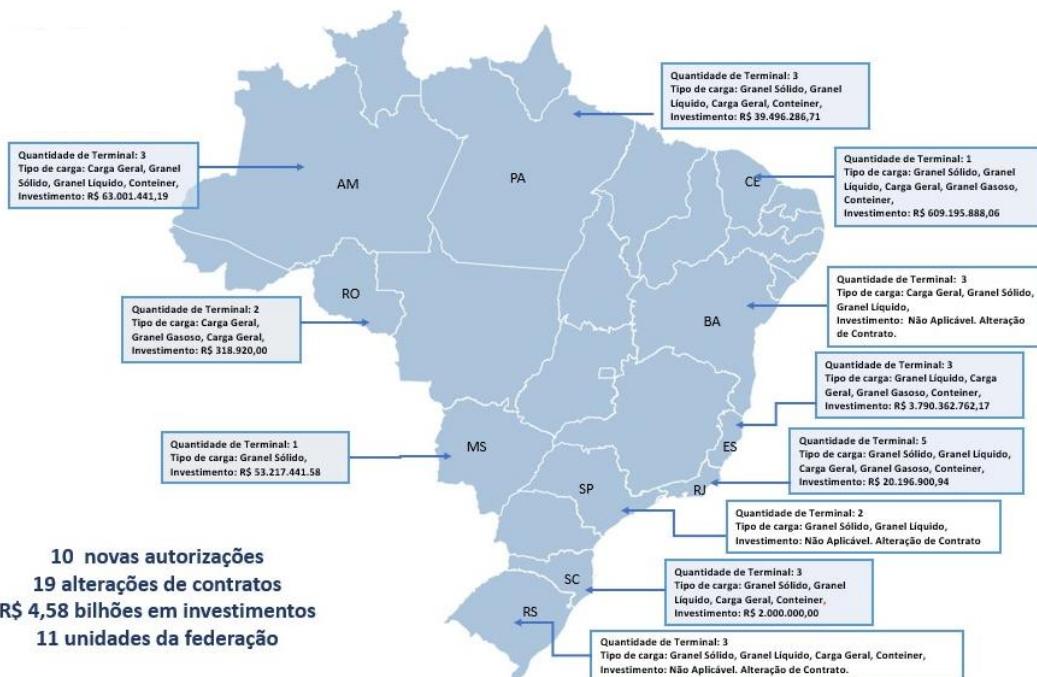 Quantidade de Terminal: 3
Tipo de carga: Granel Sólido, Granel
Líquido, Carga Geral, Conteiner,
Investimento: R$ 39.496.286,71
Quantidade de Terminal: 3
Tipo de carga: Carga Geral, Granel
Sólido, Granel Líquido, Conteiner,
Investimento: R$ 63.001.441,19
Quantidade de Terminal: 1
Tipo de carga: Granel Sólido, Granel
Líquido, Carga Geral, Granel Gasoso,
Conteiner,
Investimento: R$ 609.195.888,06
AM
PA
CE
Quantidade de Terminal: 3
Tipo de carga: Carga Geral, Granel Sólido,
Granel Líquido,
Investimento: Não Aplicável. Alteração
de Contrato.
RO
BA
Quantidade de Terminal: 2
Tipo de carga: Carga Geral,
Granel Gasoso, Carga Geral,
Investimento: R$ 318.920,00
Quantidade de Terminal: 3
Tipo de carga: Granel Líquido, Carga
Geral, Granel Gasoso, Conteiner,
Investimento: R$ 3.790.362.762,17
Quantidade de Terminal: 1
Tipo de carga: Granel Sólido,
Investimento: R$ 53.217.441.58
MS
ES
Quantidade de Terminal: 5
Tipo de carga: Granel Sólido, Granel Líquido,
Carga Geral, Granel Gasoso, Conteiner,
Investimento: R$ 20.196.900,94
SP
RJ
Quantidade de Terminal: 2
Tipo de carga: Granel Sólido, Granel Líquido,
Investimento: Não Aplicável. Alteração de Contrato
10 novas autorizações
19 alterações de contratos
R$ 4,58 bilhões em investimentos
11 unidades da federação
SC
Quantidade de Terminal: 3
Tipo de carga: Granel Sólido, Granel
Líquido, Carga Geral, Conteiner,
Investimento: R$ 2.000.000,00
RS
Quantidade de Terminal: 3
Tipo de carga: Granel Sólido, Granel Líquido, Carga Geral, Conteiner,
Investimento: Não Aplicável. Alteração de Contrato.